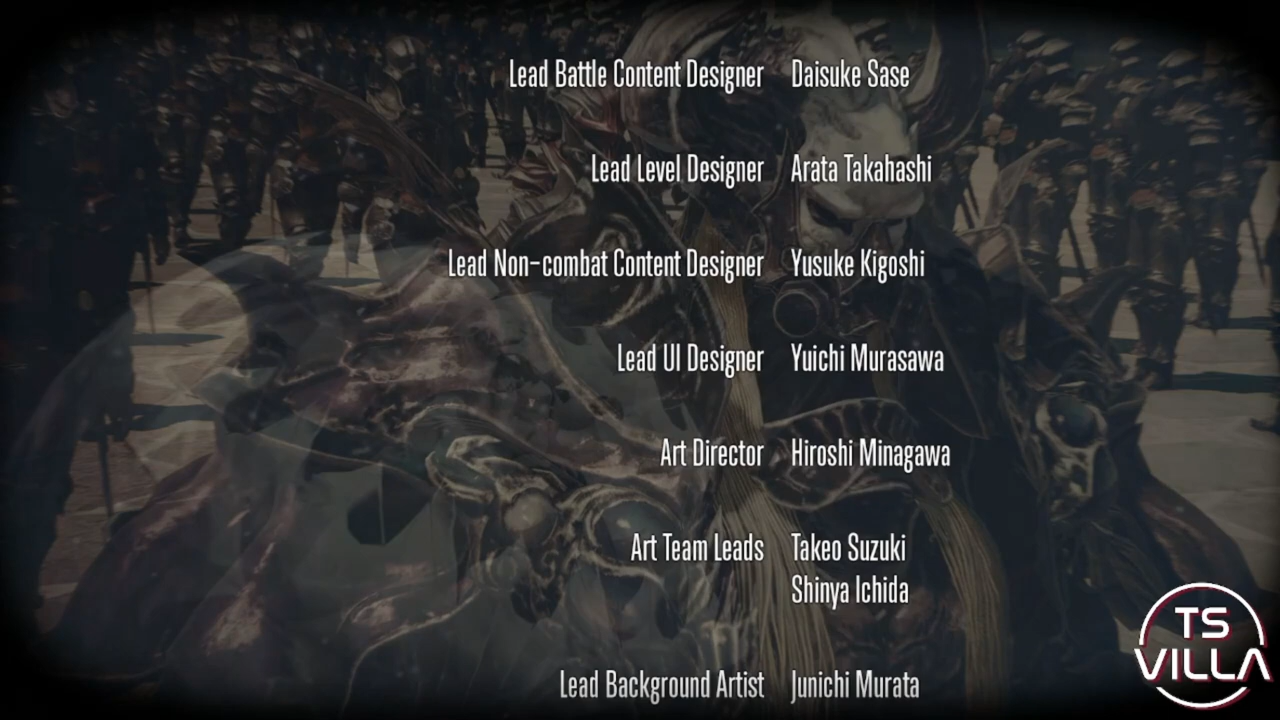 Lead Battle Content Designer Daisuke Sase
Lead Level Designer Arata Takahashi
Lead Non-combat Content Designer Yusuke Kigoshi
Lead UI Designer Yuichi Murasawa
Art Director Hiroshi Minagawa
Art Team Leads Takeo Suzuki
Shinya Ichida
Lead Background Artist Junichi Murata
TS
VILLA